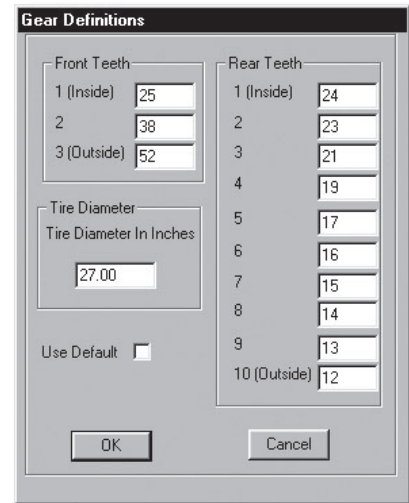 Gear Definitions
Front Teeth
1 (Inside) 25
2 38
3 (Outside) 52
Tire Diameter
Tire Diameter In Inches
27.00
Use Default
Rear Teeth
1 (Inside) 24
2 23
3 21
4 19
5 17
6 16
7 15
8 14
9 13
10 (Outside) 12
OK
Cancel